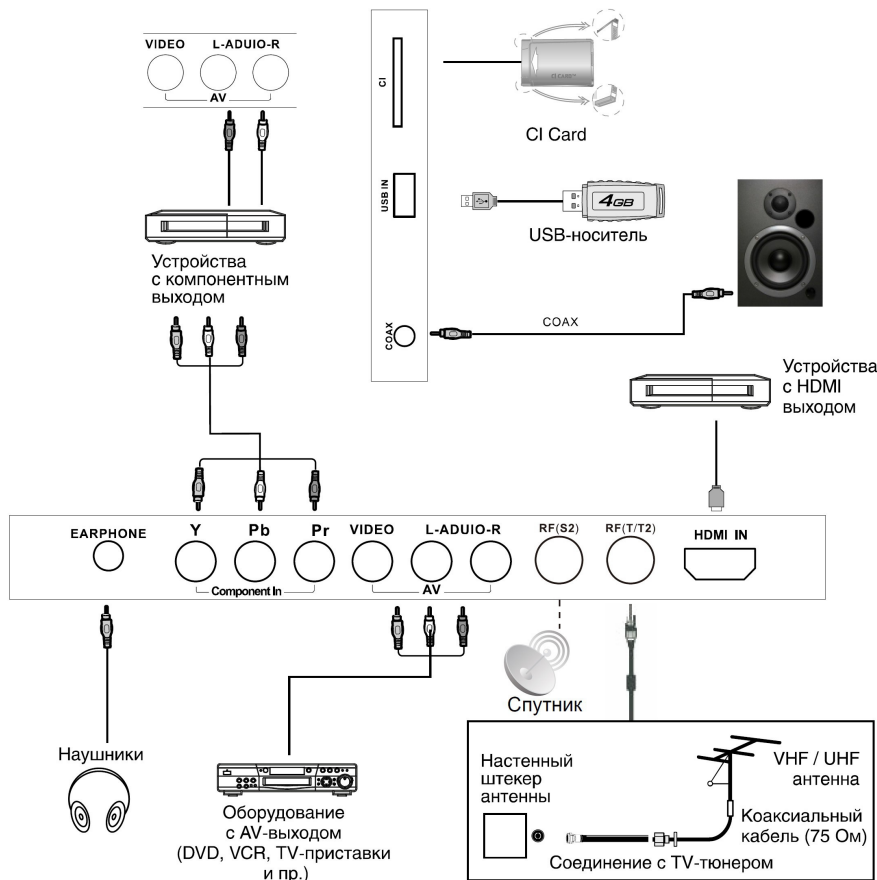 VIDEO L-ADUIO-R
AV
CI
CI Card
USB IN
4GB
USB-носитель
Устройства
с компонентным
выходом
COAX
COAX
Устройства
с HDMI
выходом
EARPHONE Y Pb Pr VIDEO L-ADUIO-R RF(S2) RF(T/T2) HDMI IN
Component In AV
Спутник
Наушники
Оборудование
с AV-выходом
(DVD, VCR, TV-приставки
и пр.)
Настенный
штекер
антенны
VHF / UHF
антенна
Коаксиальный
кабель (75 Ом)
Соединение с TV-тюнером